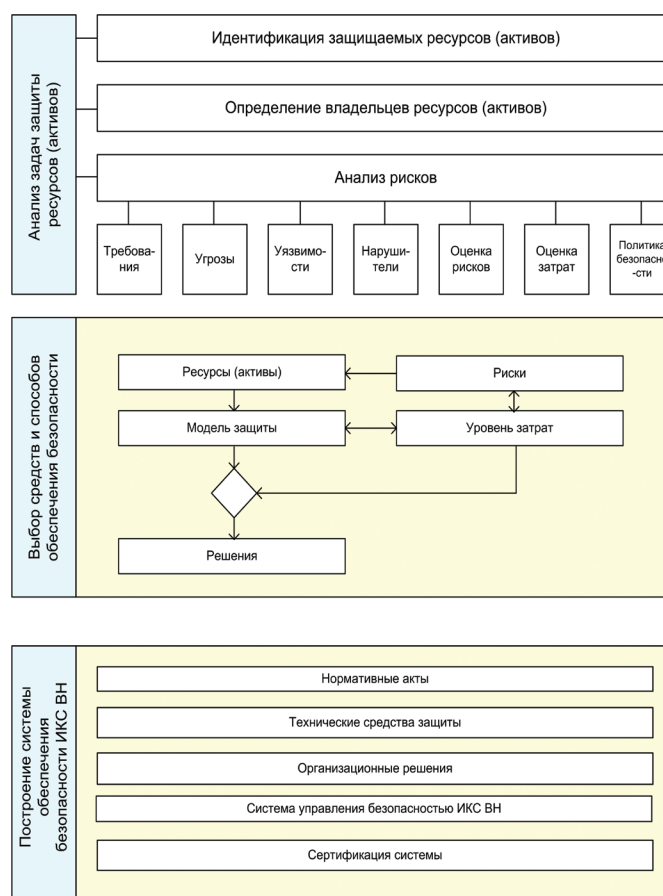 Анализ задач защиты
ресурсов (активов)
Идентификация защищаемых ресурсов (активов)
Определение владельцев ресурсов (активов)
Анализ рисков
Требова-
ния
Угрозы
Уязвимо-
сти
Наруши-
тели
Оценка
рисков
Оценка
затрат
Политика
безопасно
-сти
Выбор средств и способов
обеспечения безопасности
Ресурсы (активы)
Риски
Модель защиты
Уровень затрат
Решения
Построение системы
обеспечения
безопасности ИКС ВН
Нормативные акты
Технические средства защиты
Организационные решения
Система управления безопасностью ИКС ВН
Сертификация системы